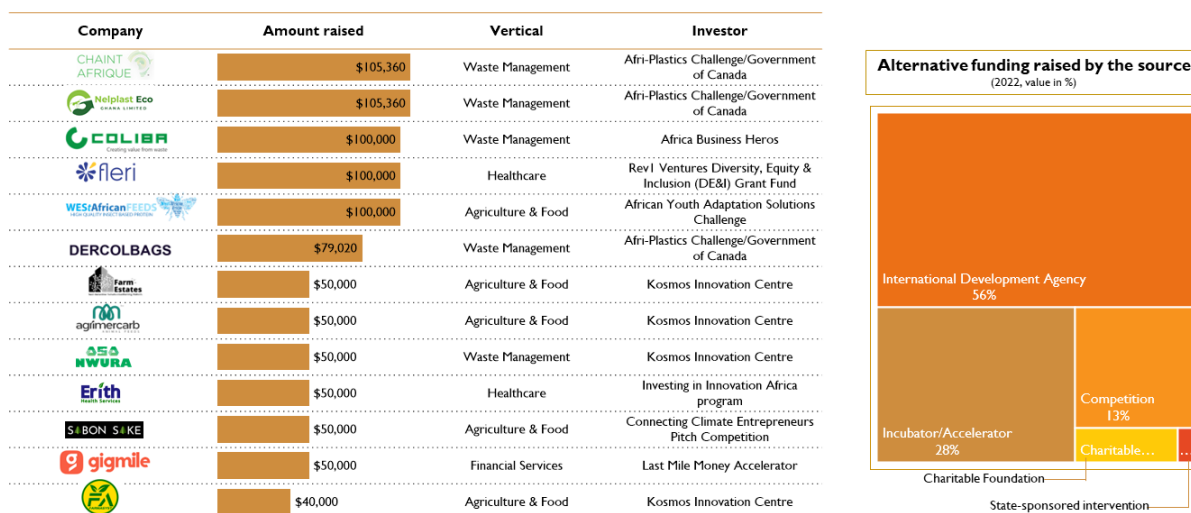 Company Amount raised Vertical Investor
CHAINT
AFRIQUE
$105,360
Waste Management
Afri-Plastics Challenge/Government
of Canada
Nelplast Eco
GHANA LIMITED
$105,360
Waste Management
Afri-Plastics Challenge/Government
of Canada
COLIBA
Creating value from waste
$100,000
Waste Management
Africa Business Heros
fleri
$100,000
Healthcare
Rev1 Ventures Diversity, Equity &
Inclusion (DE&I) Grant Fund
WEStAfricanFEEDS
HIGH QUALITY INSECT-BASED PROTEIN
$100,000
Agriculture & Food
African Youth Adaptation Solutions
Challenge
DERCOLBAGS
$79,020
Waste Management
Afri-Plastics Challenge/Government
of Canada
Farm
Estates
$50,000
Agriculture & Food
Kosmos Innovation Centre
agrimercarb
$50,000
Agriculture & Food
Kosmos Innovation Centre
ASA
NWURA
$50,000
Waste Management
Kosmos Innovation Centre
Erith
Health Services
$50,000
Healthcare
Investing in Innovation Africa
program
SABON SAKE
$50,000
Agriculture & Food
Connecting Climate Entrepreneurs
Pitch Competition
gigmile
$50,000
Financial Services
Last Mile Money Accelerator
FA
$40,000
Agriculture & Food
Kosmos Innovation Centre
Alternative funding raised by the source
(2022, value in %)
International Development Agency
56%
Incubator/Accelerator
28%
Competition
13%
Charitable...
...
Charitable Foundation
State-sponsored intervention